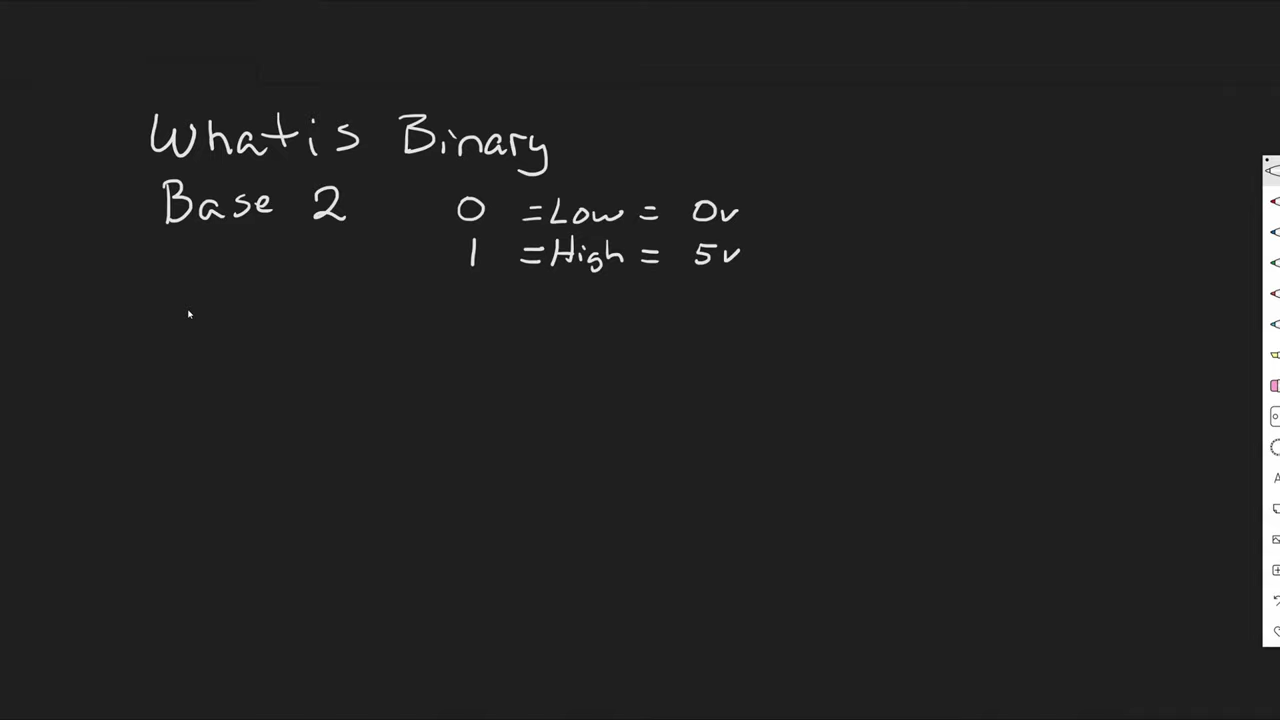 What is Binary
Base 2 0 = Low = 0v
1 = High = 5v